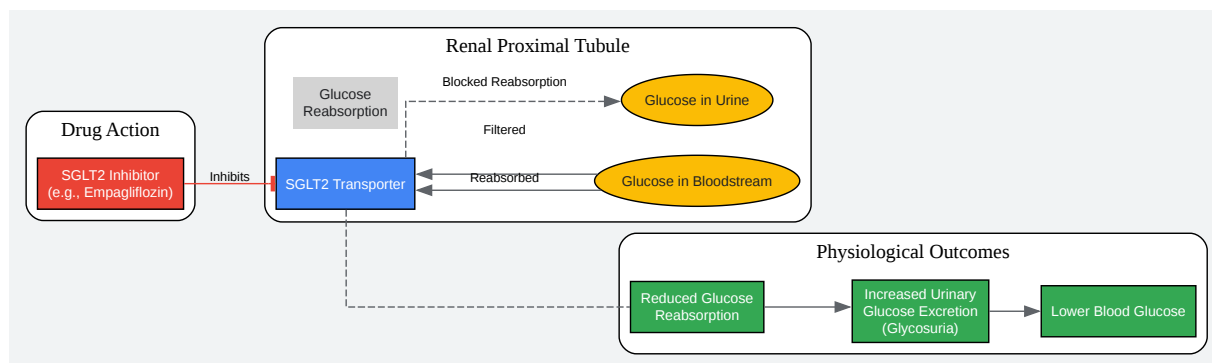 Renal Proximal Tubule
Glucose
Reabsorption
Blocked Reabsorption
Glucose in Urine
Filtered
Drug Action
SGLT2 Inhibitor
(e.g., Empagliflozin)
Inhibits
SGLT2 Transporter
Reabsorbed
Glucose in Bloodstream
Physiological Outcomes
Reduced Glucose
Reabsorption
Increased Urinary
Glucose Excretion
(Glycosuria)
Lower Blood Glucose